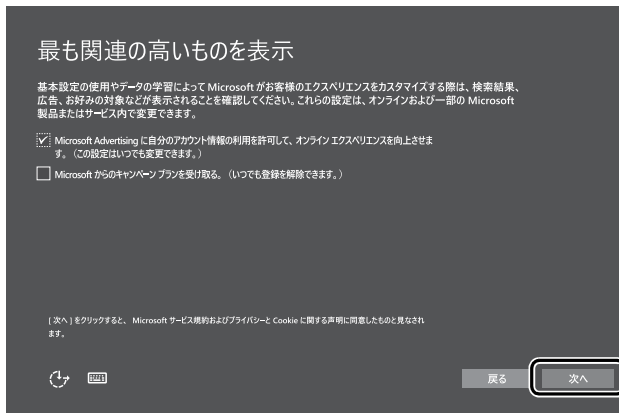 最も関連の高いものを表示
基本設定の使用やデータの学習によって Microsoft がお客様のエクスペリエンスをカスタマイズする際は、検索結果、
広告、お好みの対象などが表示されることを確認してください。これらの設定は、オンラインおよび一部の Microsoft
製品またはサービス内で変更できます。
Microsoft Advertising に自分のアカウント情報の利用を許可して、オンライン エクスペリエンスを向上させま
す。（この設定はいつでも変更できます。）
Microsoft からのキャンペーン プランを受け取る。（いつでも登録を解除できます。）
[ 次へ ] をクリックすると、 Microsoft サービス規約およびプライバシーと Cookie に関する声明に同意したものと見なされ
ます。
戻る
次へ